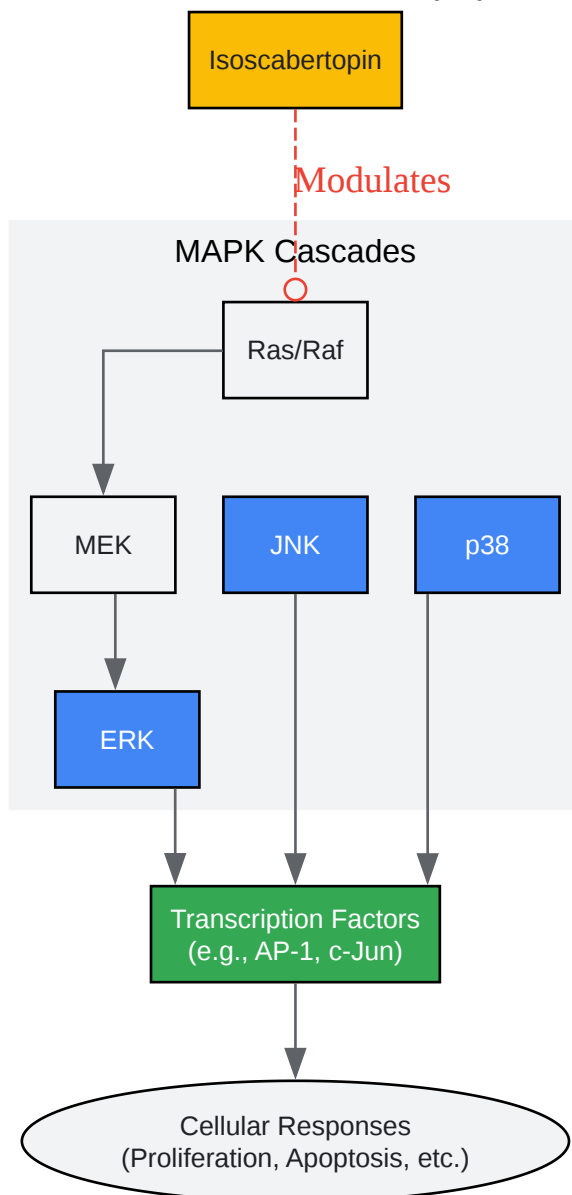 Isoscabertopin
Modulates
MAPK Cascades
Ras/Raf
MEK
JNK
p38
ERK
Transcription Factors
(e.g., AP-1, c-Jun)
Cellular Responses
(Proliferation, Apoptosis, etc.)